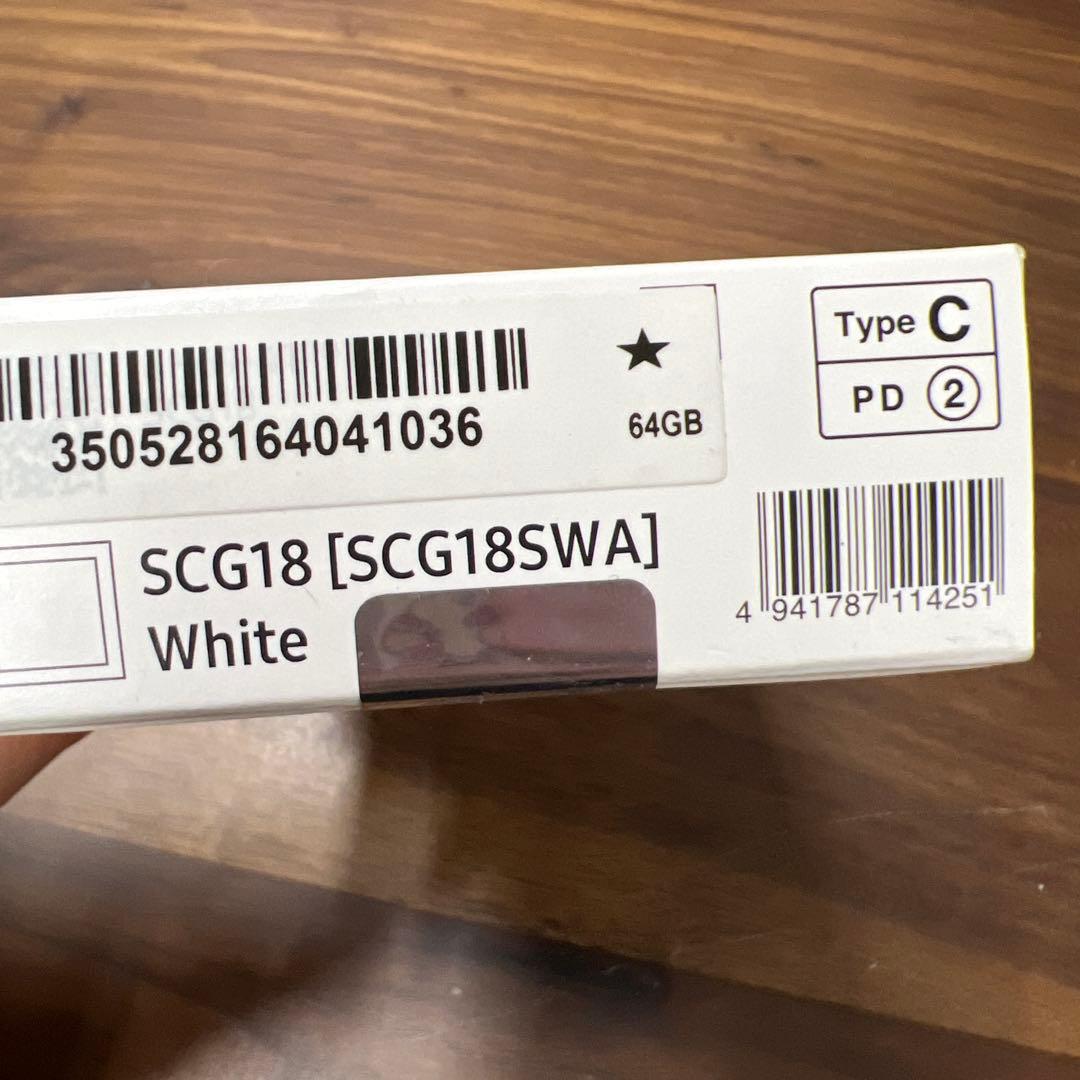 350528164041036
★
64GB
Type C
PD ②
SCG18 [SCG18SWA]
White
4 941787 114251